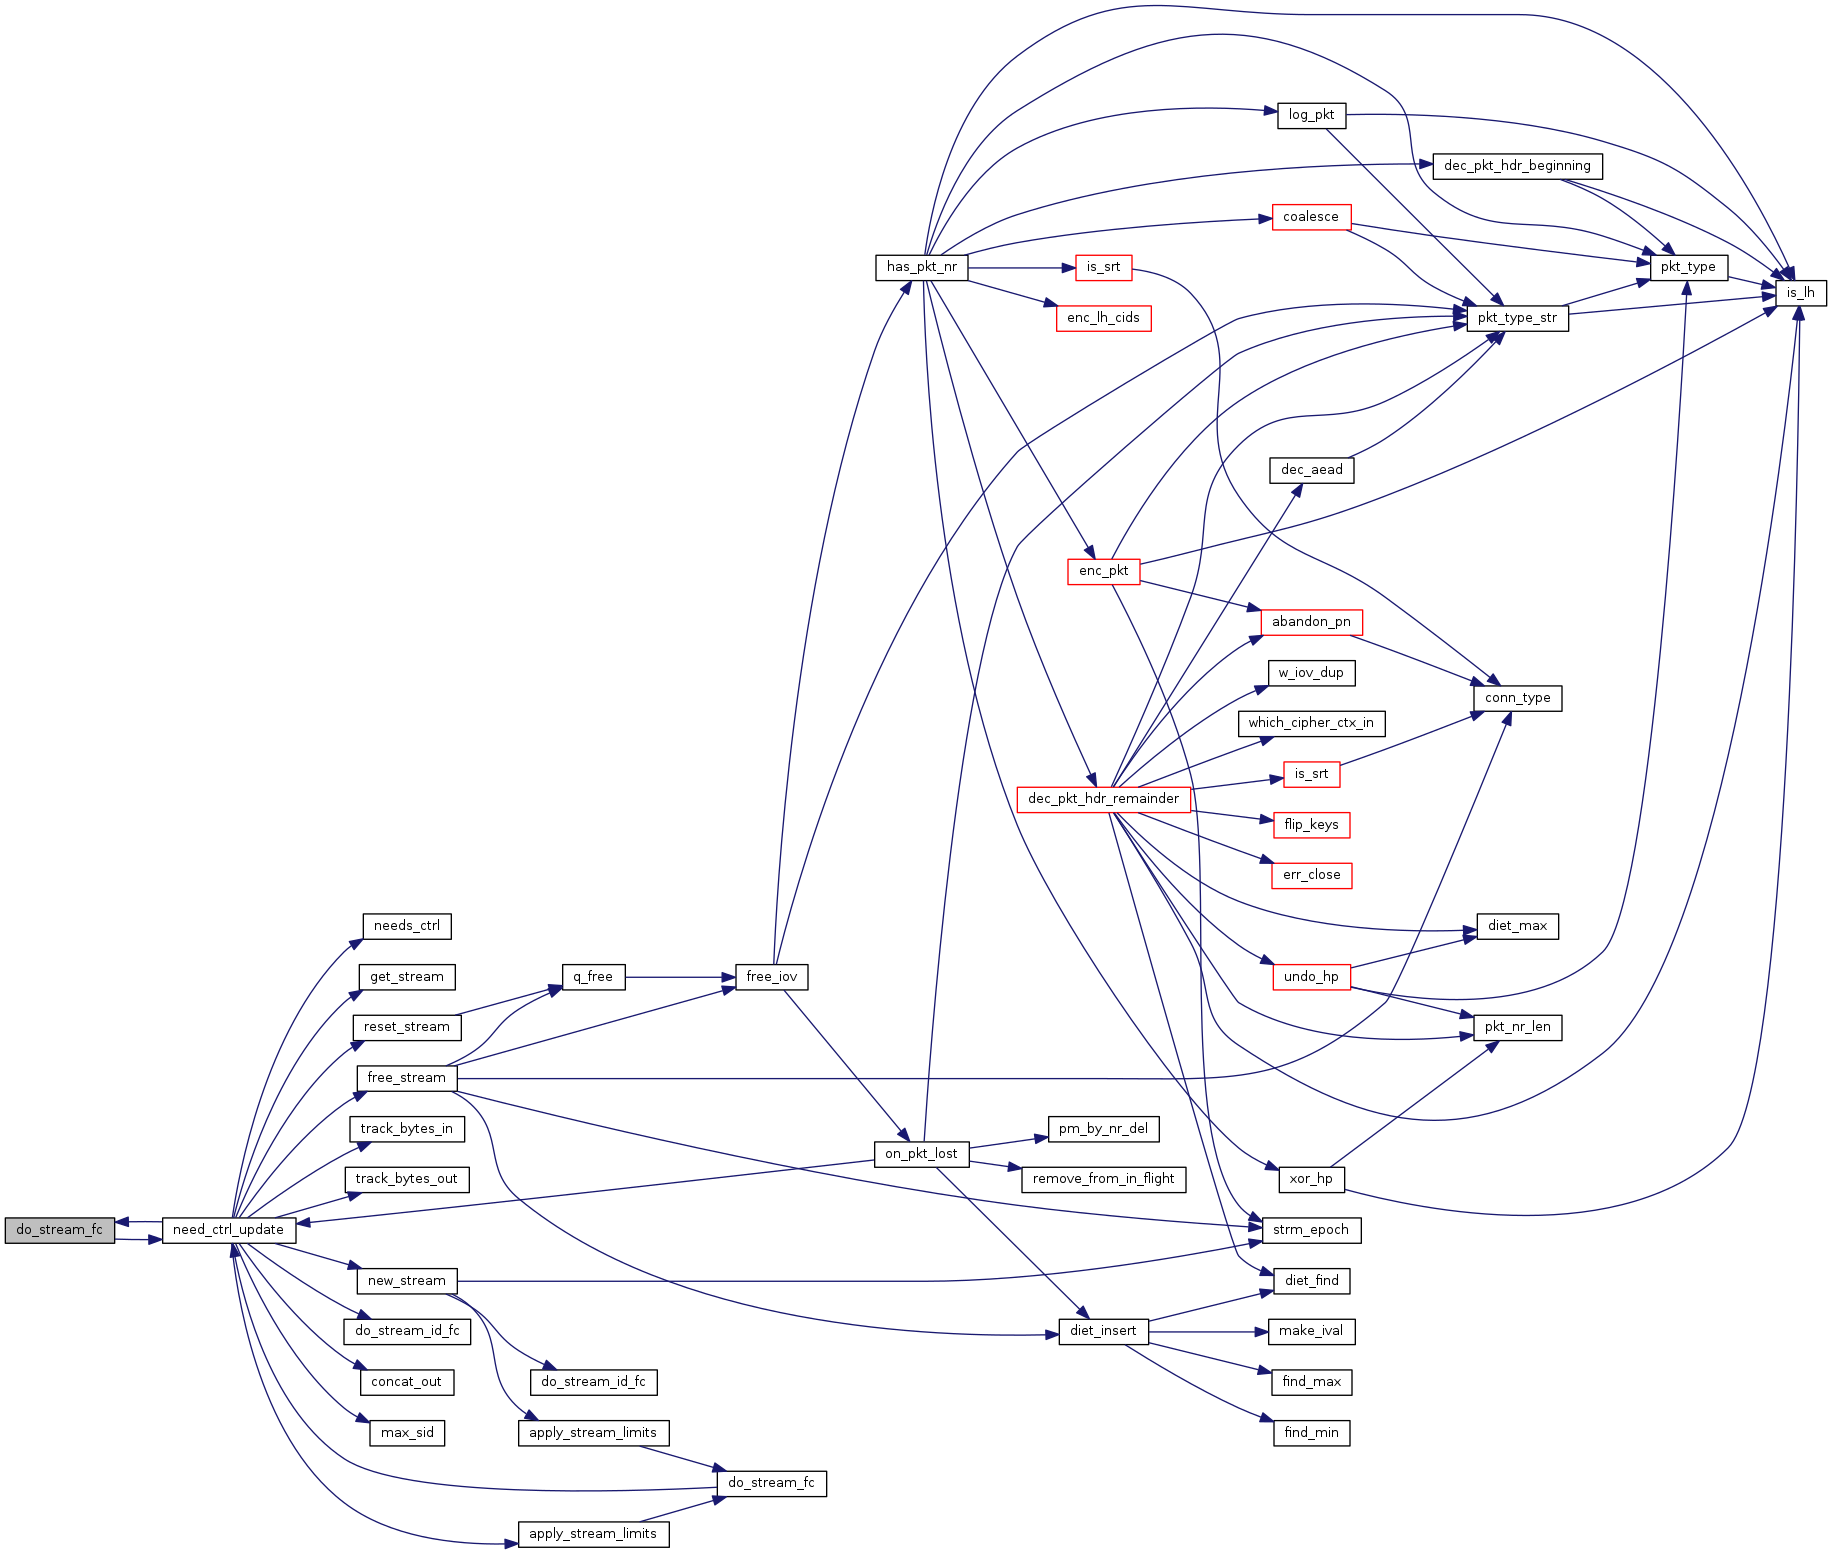 log_pkt
dec_pkt_hdr_beginning
coalesce
has_pkt_nr
is_srt
pkt_type
is_lh
enc_lh_cids
pkt_type_str
dec_aead
enc_pkt
abandon_pn
w_iov_dup
conn_type
which_cipher_ctx_in
is_srt
dec_pkt_hdr_remainder
flip_keys
err_close
needs_ctrl
diet_max
get_stream
q_free
free_iov
undo_hp
reset_stream
pkt_nr_len
free_stream
track_bytes_in
pm_by_nr_del
on_pkt_lost
track_bytes_out
remove_from_in_flight
xor_hp
do_stream_fc
need_ctrl_update
strm_epoch
new_stream
diet_find
do_stream_id_fc
diet_insert
make_ival
concat_out
do_stream_id_fc
find_max
max_sid
apply_stream_limits
find_min
do_stream_fc
apply_stream_limits